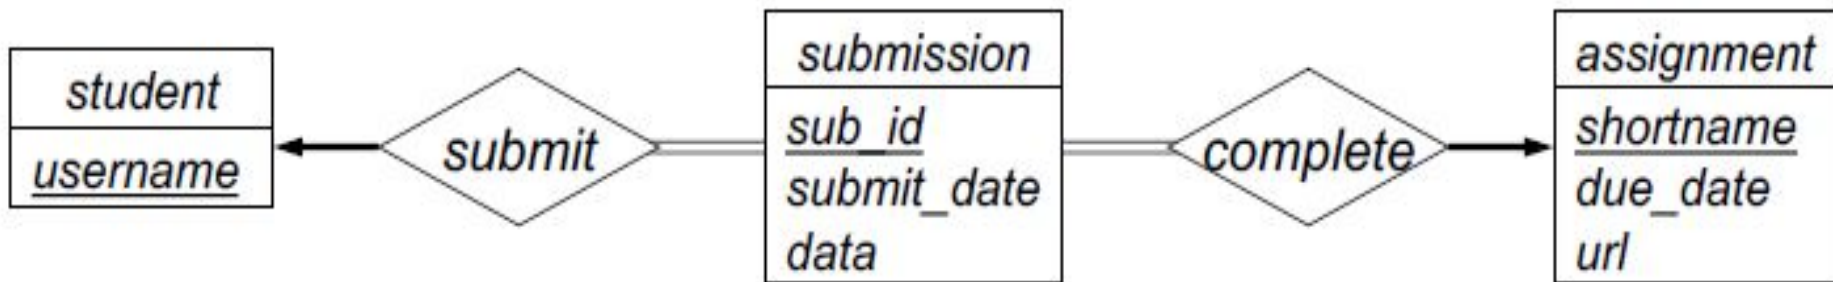 student
username
submit
submission
sub_id
submit_date
data
complete
assignment
shortname
due_date
url